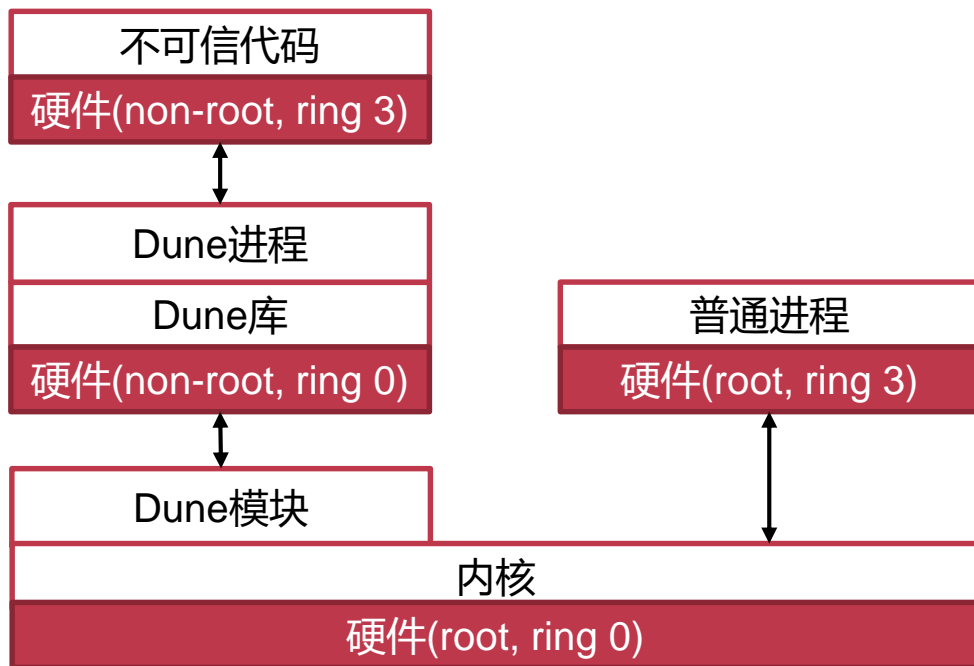 不可信代码
硬件(non-root, ring 3)
Dune进程
Dune库
硬件(non-root, ring 0)
普通进程
硬件(root, ring 3)
Dune模块
内核
硬件(root, ring 0)